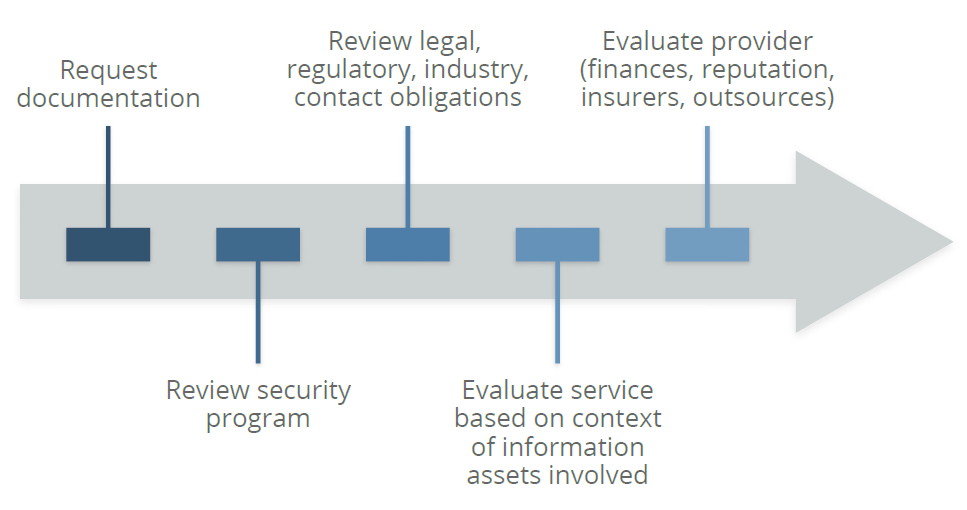 Request
documentation
Review security
program
Review legal,
regulatory, industry,
contact obligations
Evaluate service
based on context
of information
assets involved
Evaluate provider
(finances, reputation,
insurers, outsources)